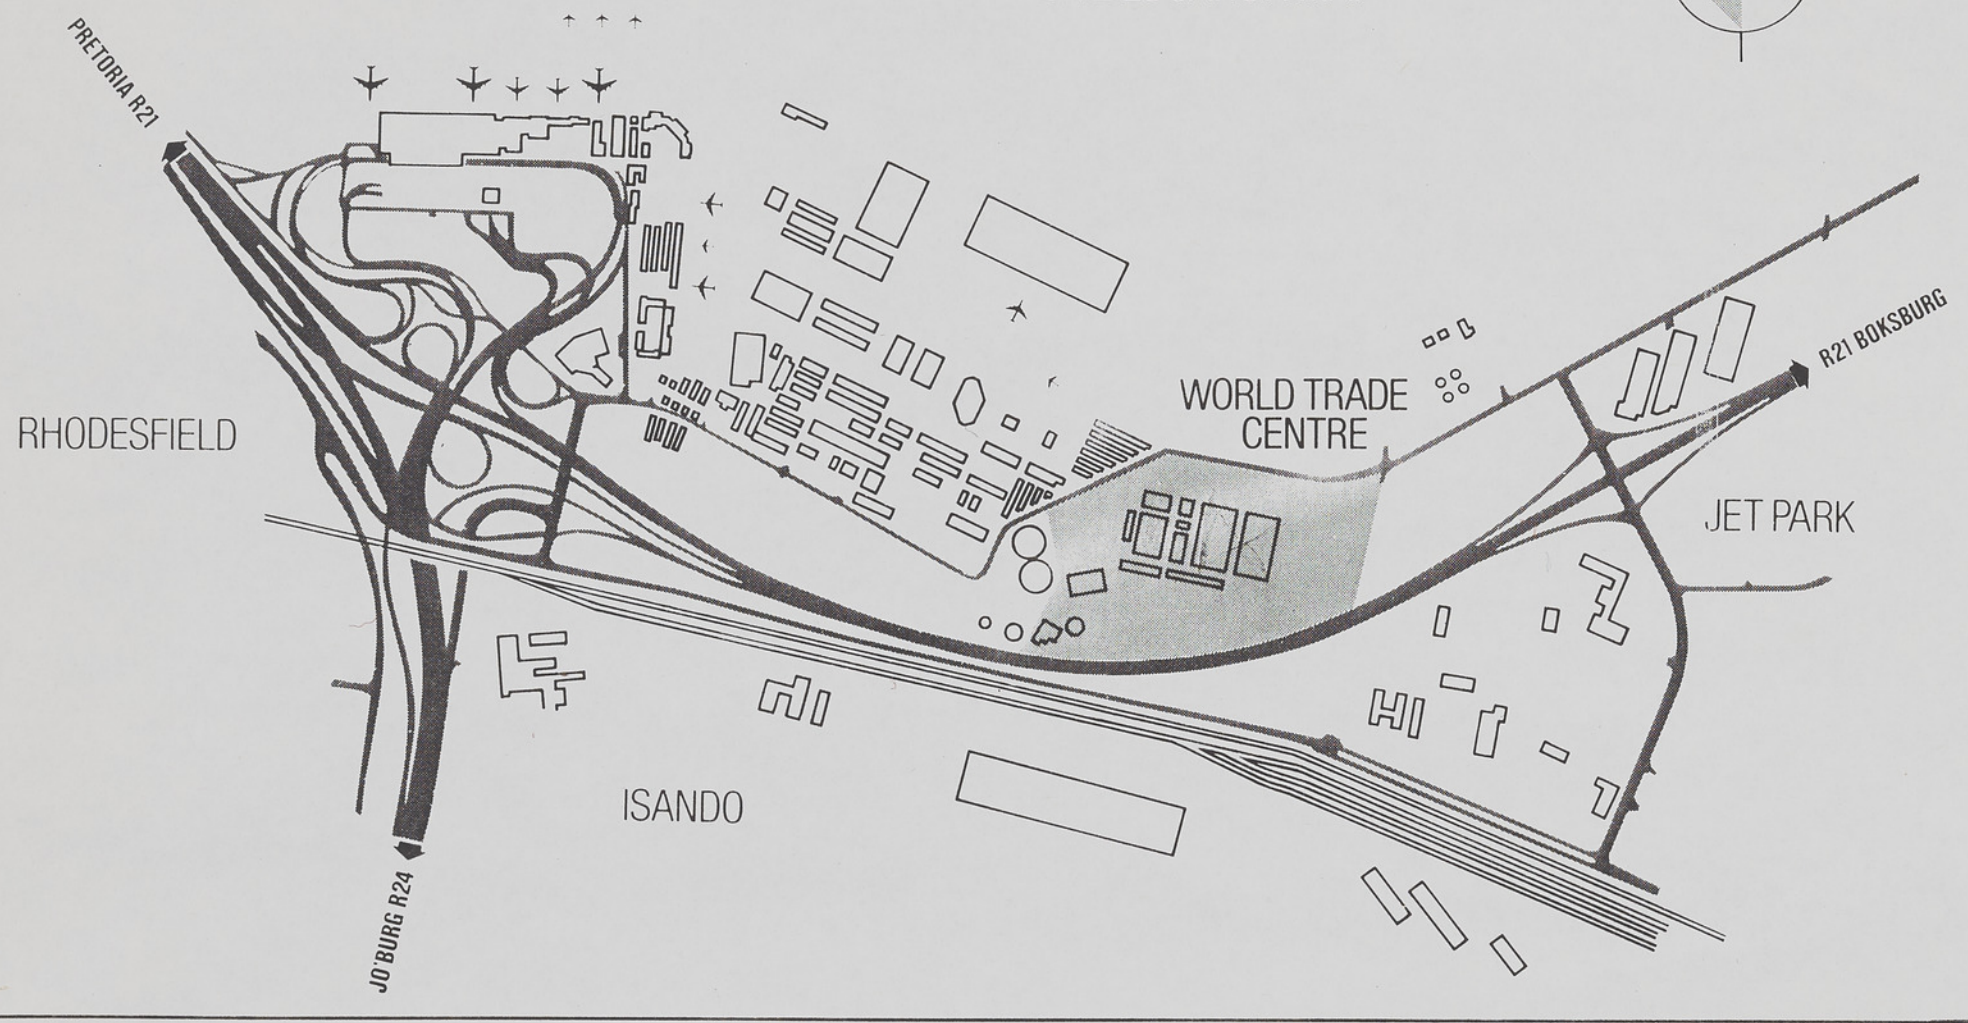 PRETORIA R21
R21 BOKSBURG
WORLD TRADE
CENTRE
RHODESFIELD
JET PARK
ISANDO
JO'BURG R24